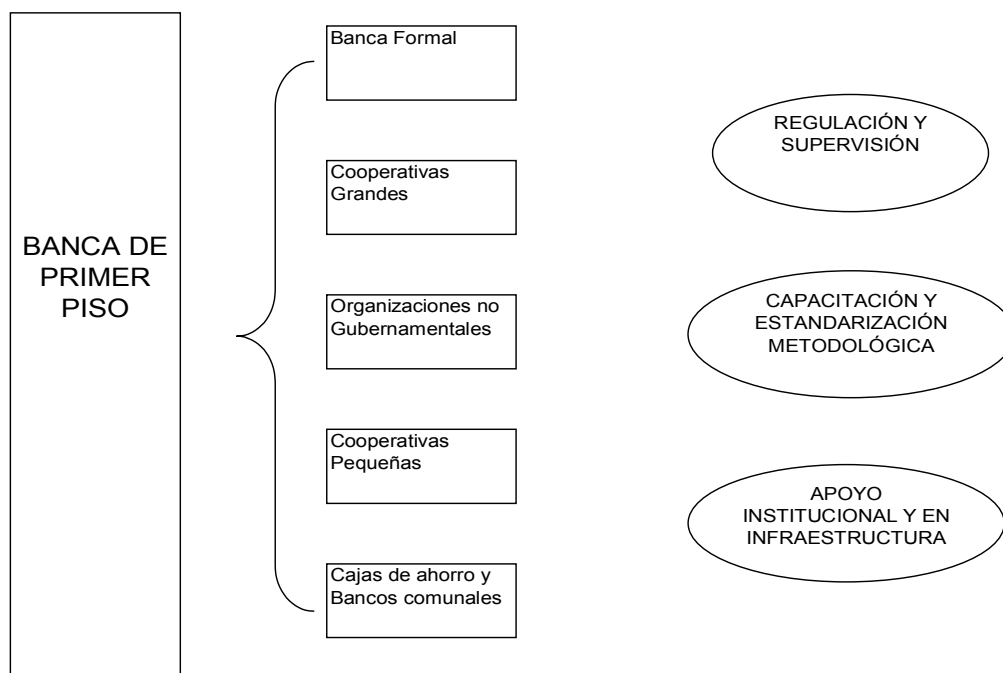 BANCA DE
PRIMER
PISO
Banca Formal
Cooperativas
Grandes
Organizaciones no
Gubernamentales
Cooperativas
Pequeñas
Cajas de ahorro y
Bancos comunales
REGULACIÓN Y
SUPERVISIÓN
CAPACITACIÓN Y
ESTANDARIZACIÓN
METODOLÓGICA
APOYO
INSTITUCIONAL Y EN
INFRAESTRUCTURA